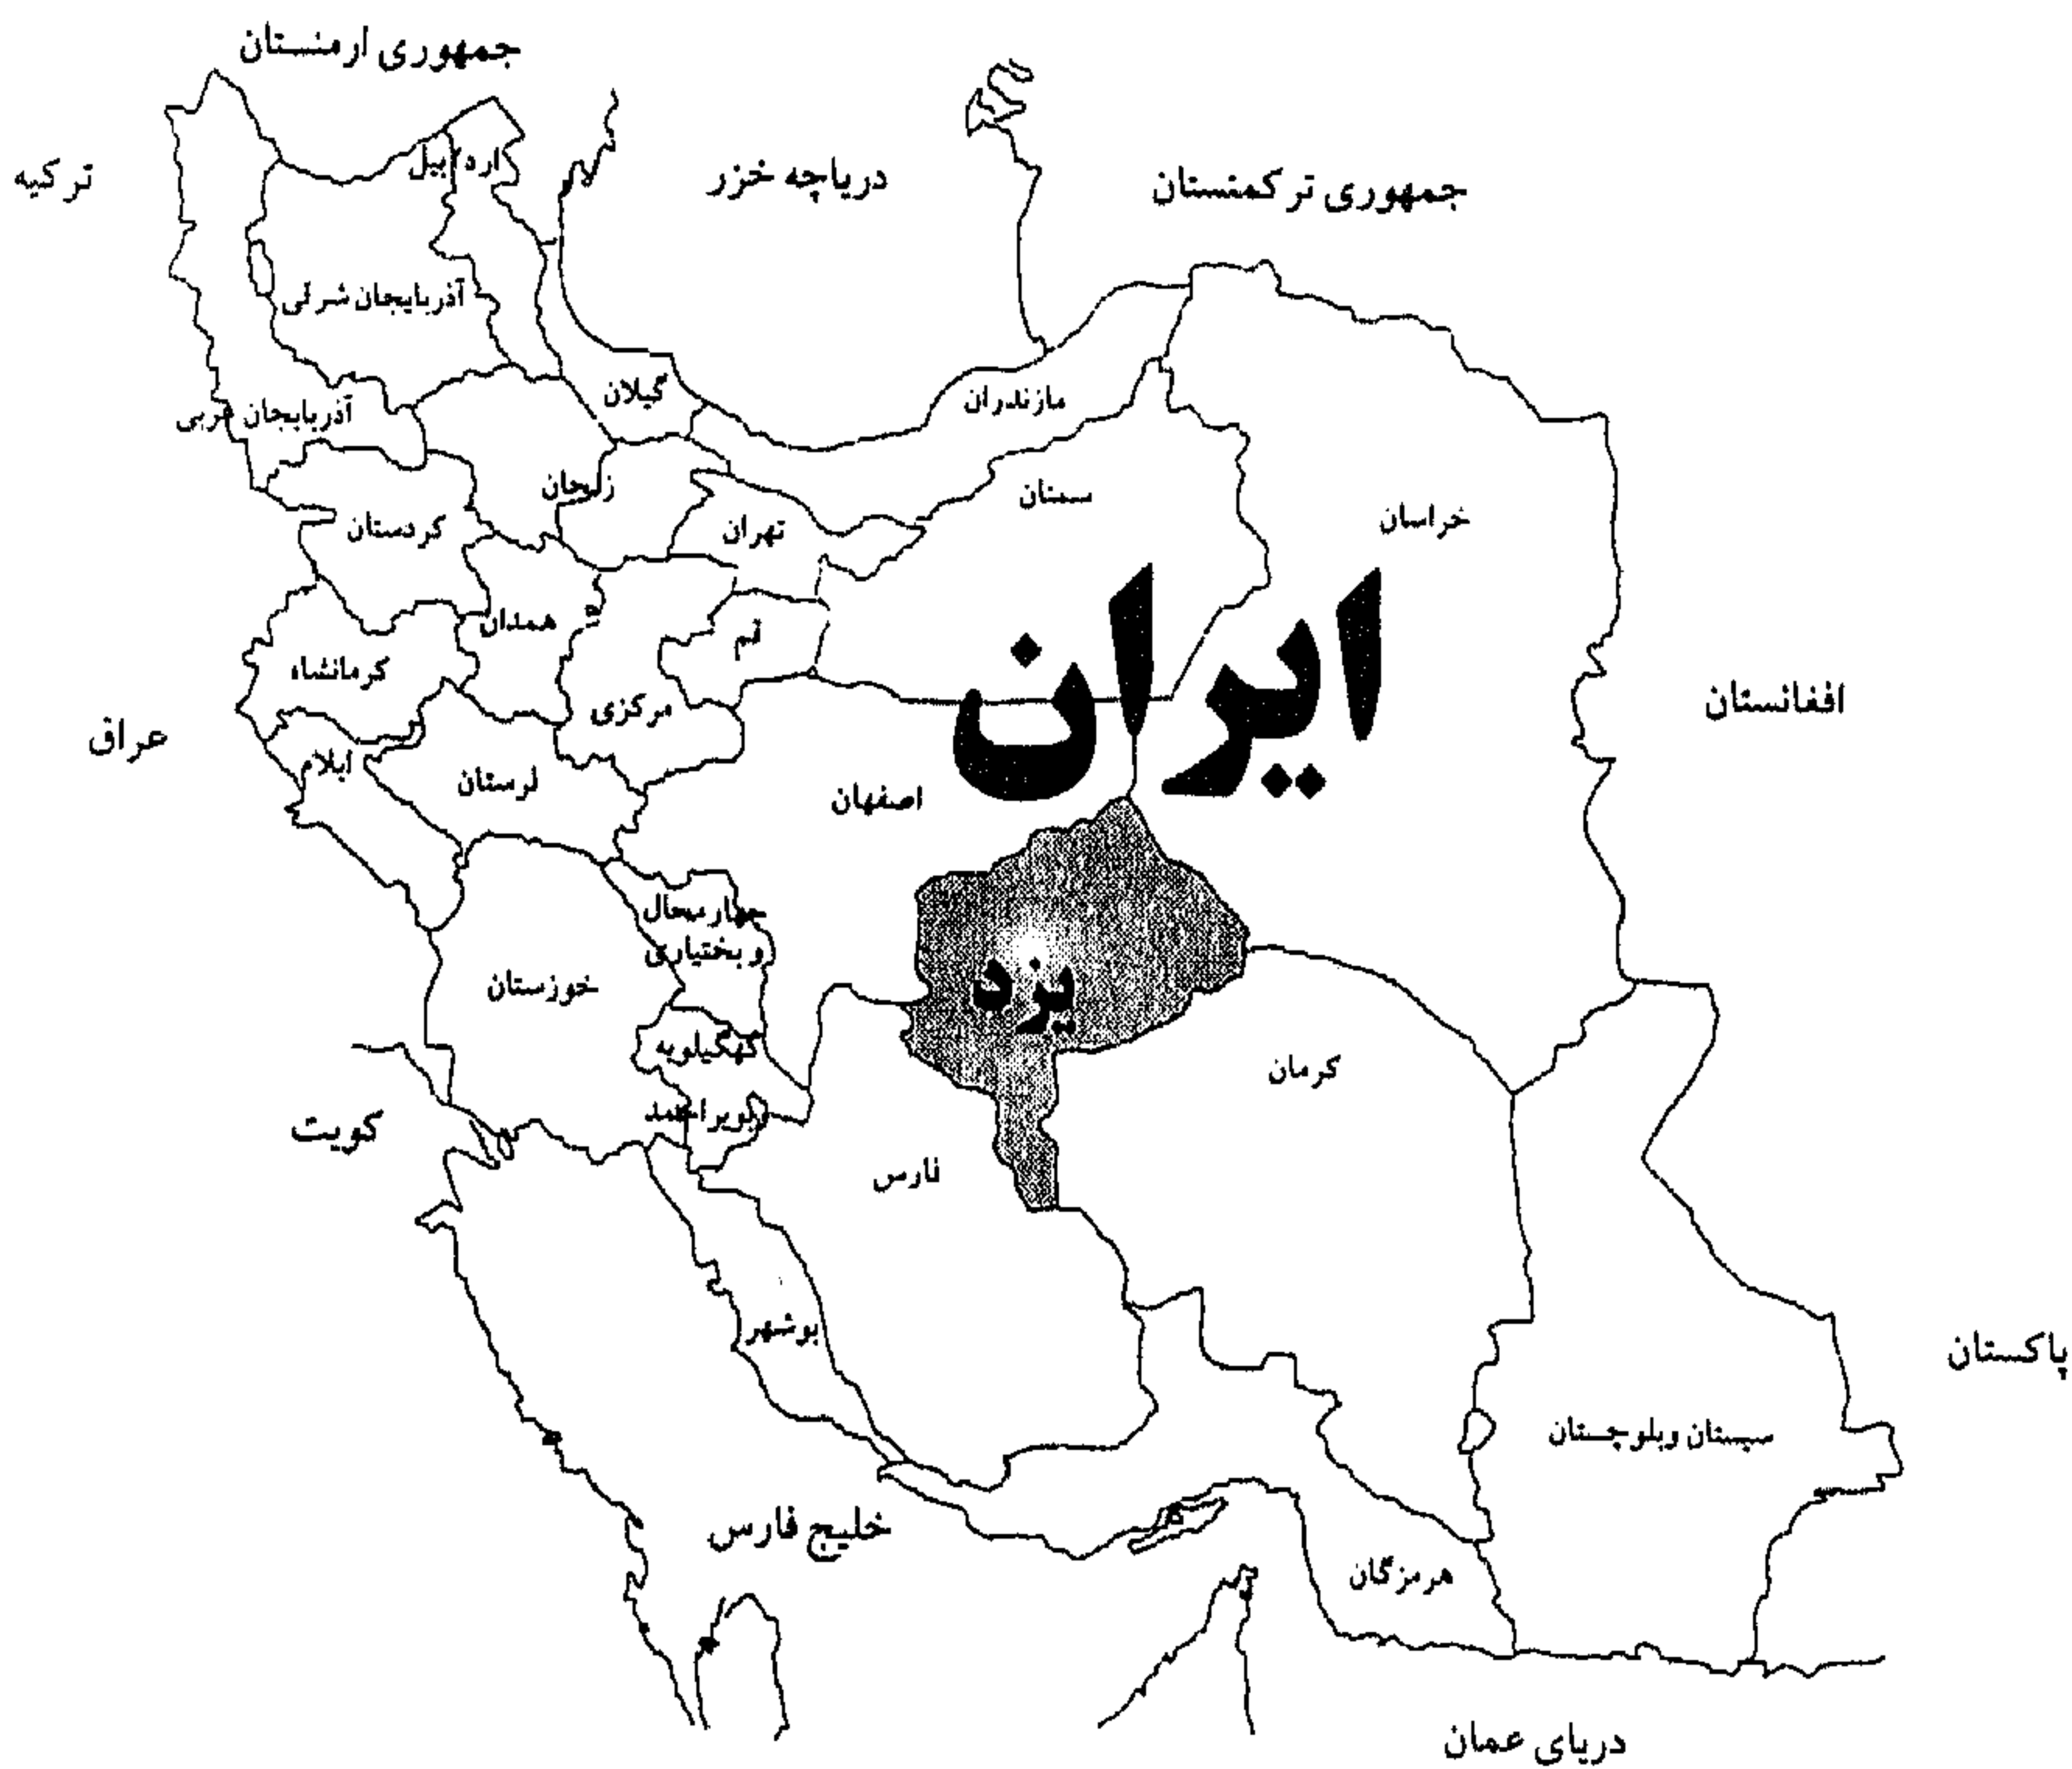 جمهوری ارمنستان
ترکیه
اردبیل
دریاچه خزر
جمهوری ترکمنستان
آذربایجان شرقی
گیلان
مازندران
آذربایجان غربی
زنجان
سمنان
خراسان
کردستان
تهران
همدان
قم
ایران
کرمانشاه
مرکزی
افغانستان
عراق
ایلام
لرستان
اصفهان
چهارمحال
وبختیاری
خوزستان
یزد
کهگیلویه
وبویراحمد
کرمان
کویت
فارس
بوشهر
پاکستان
سیستان وبلوچستان
خلیج فارس
هرمزگان
دریای عمان